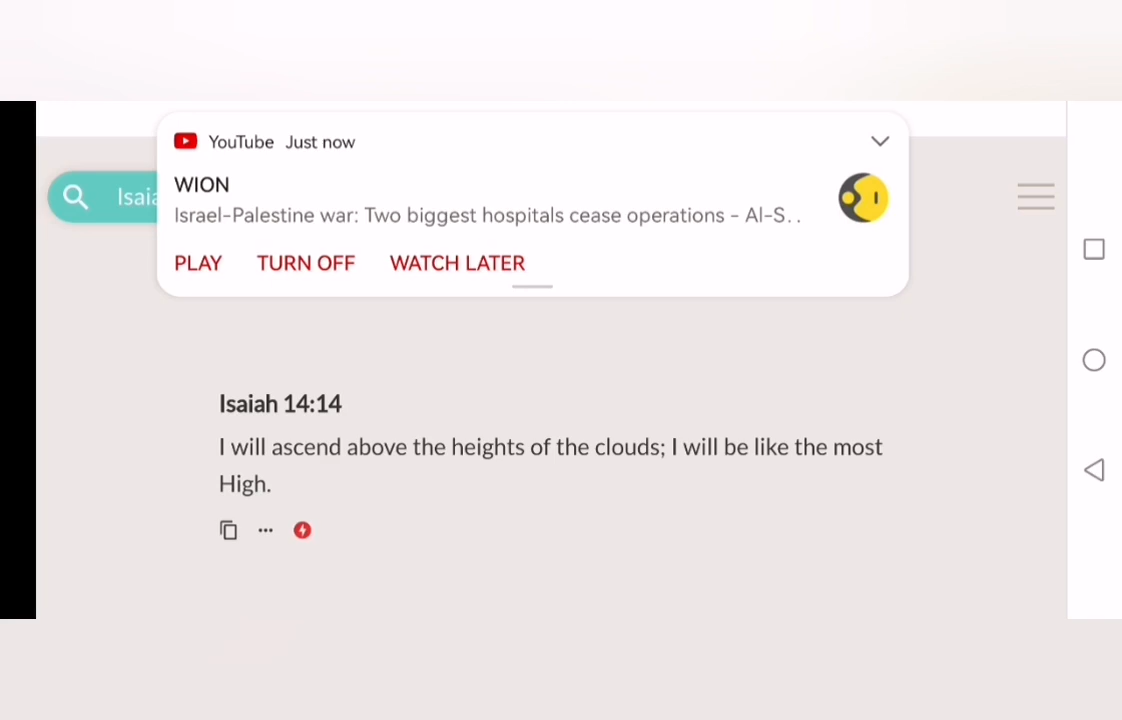 YouTube Just now
WION
Israel-Palestine war: Two biggest hospitals cease operations - Al-S..
Isaia
PLAY TURN OFF WATCH LATER
Isaiah 14:14
I will ascend above the heights of the clouds; I will be like the most
High.